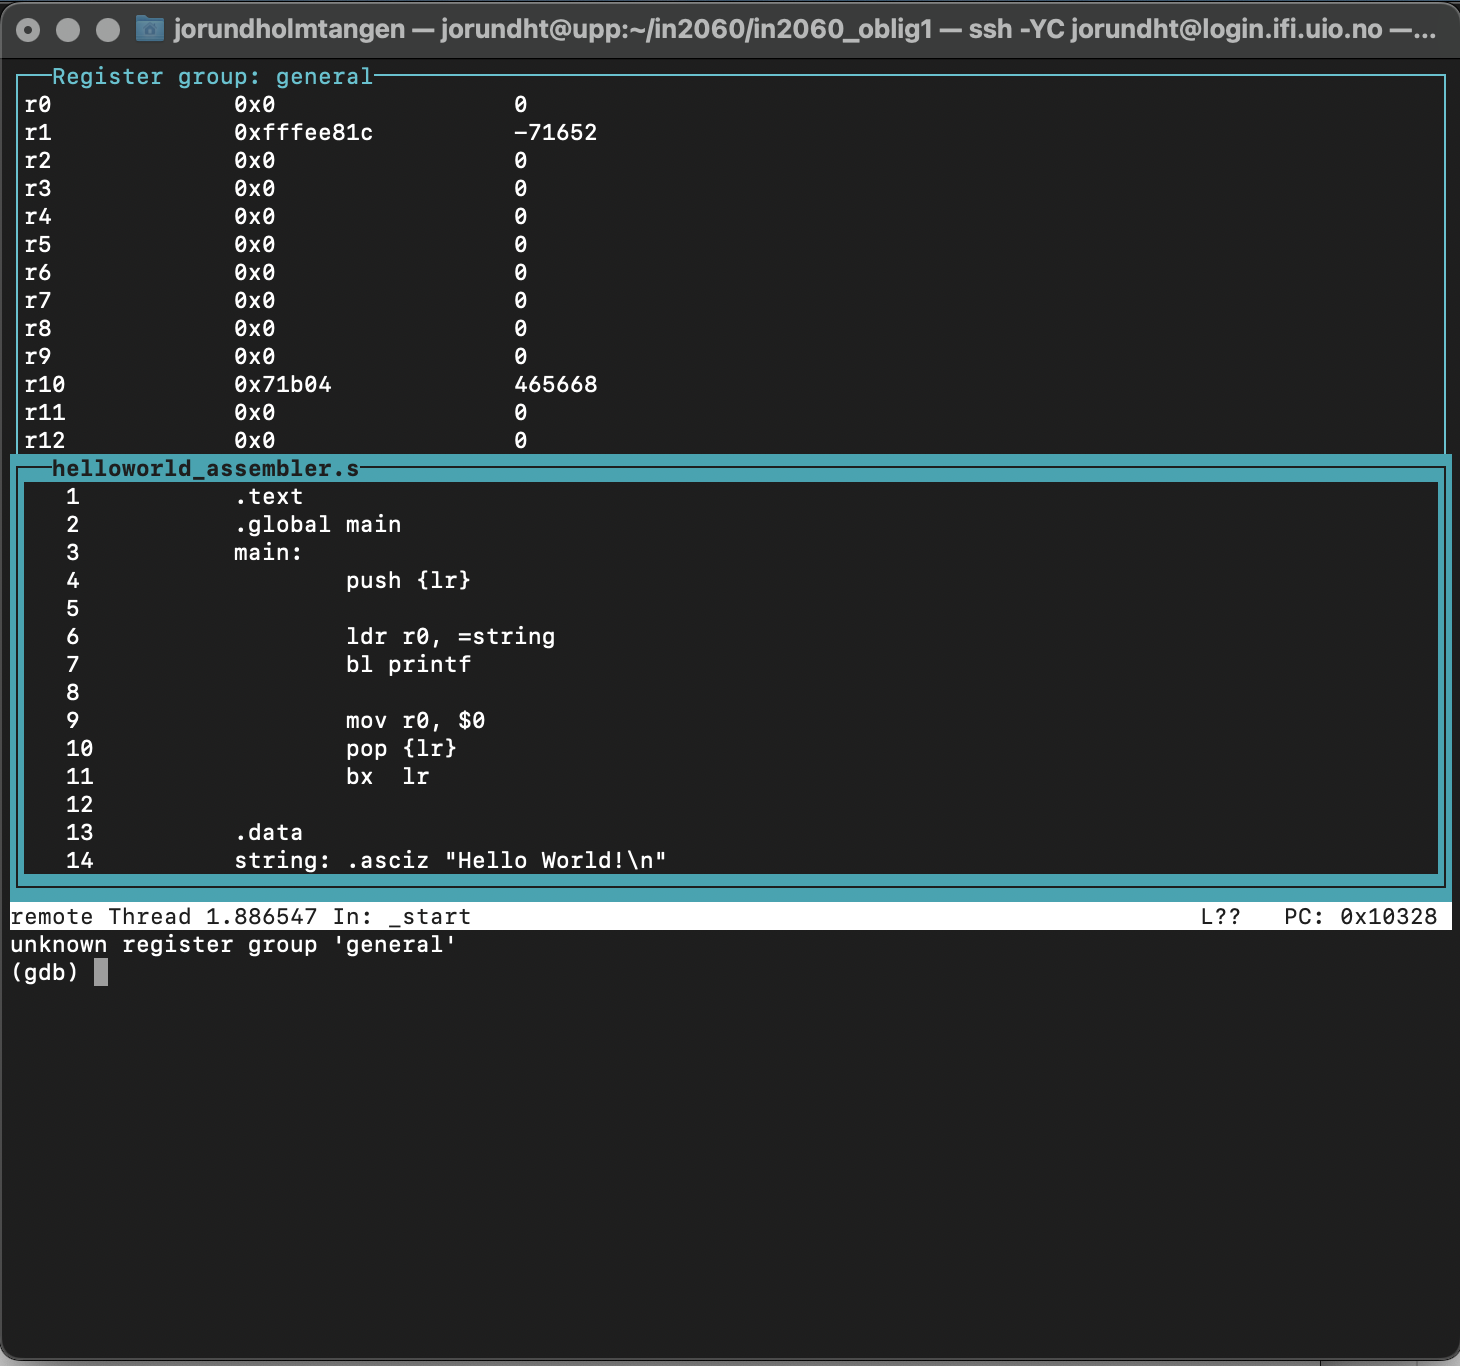 jorundholmtangen — jorundht@upp:~/in2060/in2060_oblig1 — ssh -YC jorundht@login.ifi.uio.no —...
Register group: general
r0 0x0 0
r1 0xfffee81c -71652
r2 0x0 0
r3 0x0 0
r4 0x0 0
r5 0x0 0
r6 0x0 0
r7 0x0 0
r8 0x0 0
r9 0x0 0
r10 0x71b04 465668
r11 0x0 0
r12 0x0 0
helloworld_assembler.s
1 .text
2 .global main
3 main:
4 push {lr}
5
6 ldr r0, =string
7 bl printf
8
9 mov r0, $0
10 pop {lr}
11 bx  lr
12
13 .data
14 string: .asciz "Hello World!\n"
remote Thread 1.886547 In: _start L?? PC: 0x10328
unknown register group 'general'
(gdb)